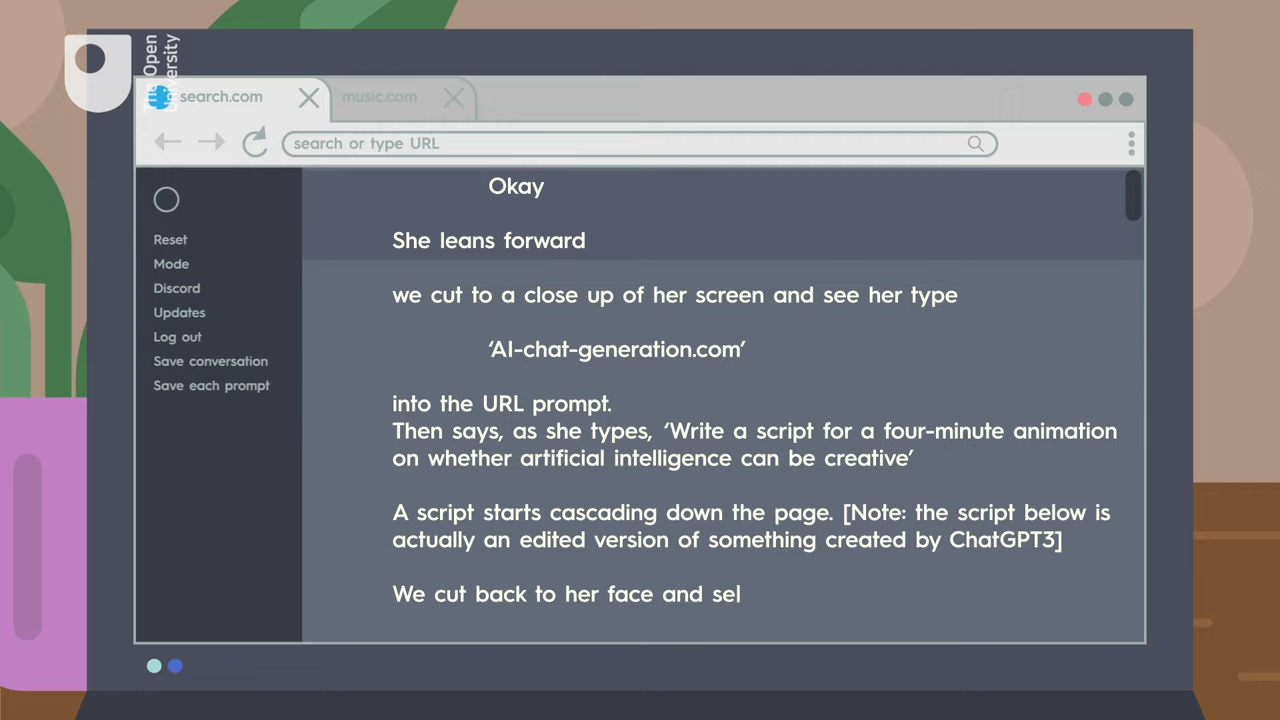 The Open
University
search.com
music.com
search or type URL
Reset
Mode
Discord
Updates
Log out
Save conversation
Save each prompt
Okay
She leans forward
we cut to a close up of her screen and see her type
‘AI-chat-generation.com’
into the URL prompt.
Then says, as she types, ‘Write a script for a four-minute animation
on whether artificial intelligence can be creative’
A script starts cascading down the page. [Note: the script below is
actually an edited version of something created by ChatGPT3]
We cut back to her face and sel